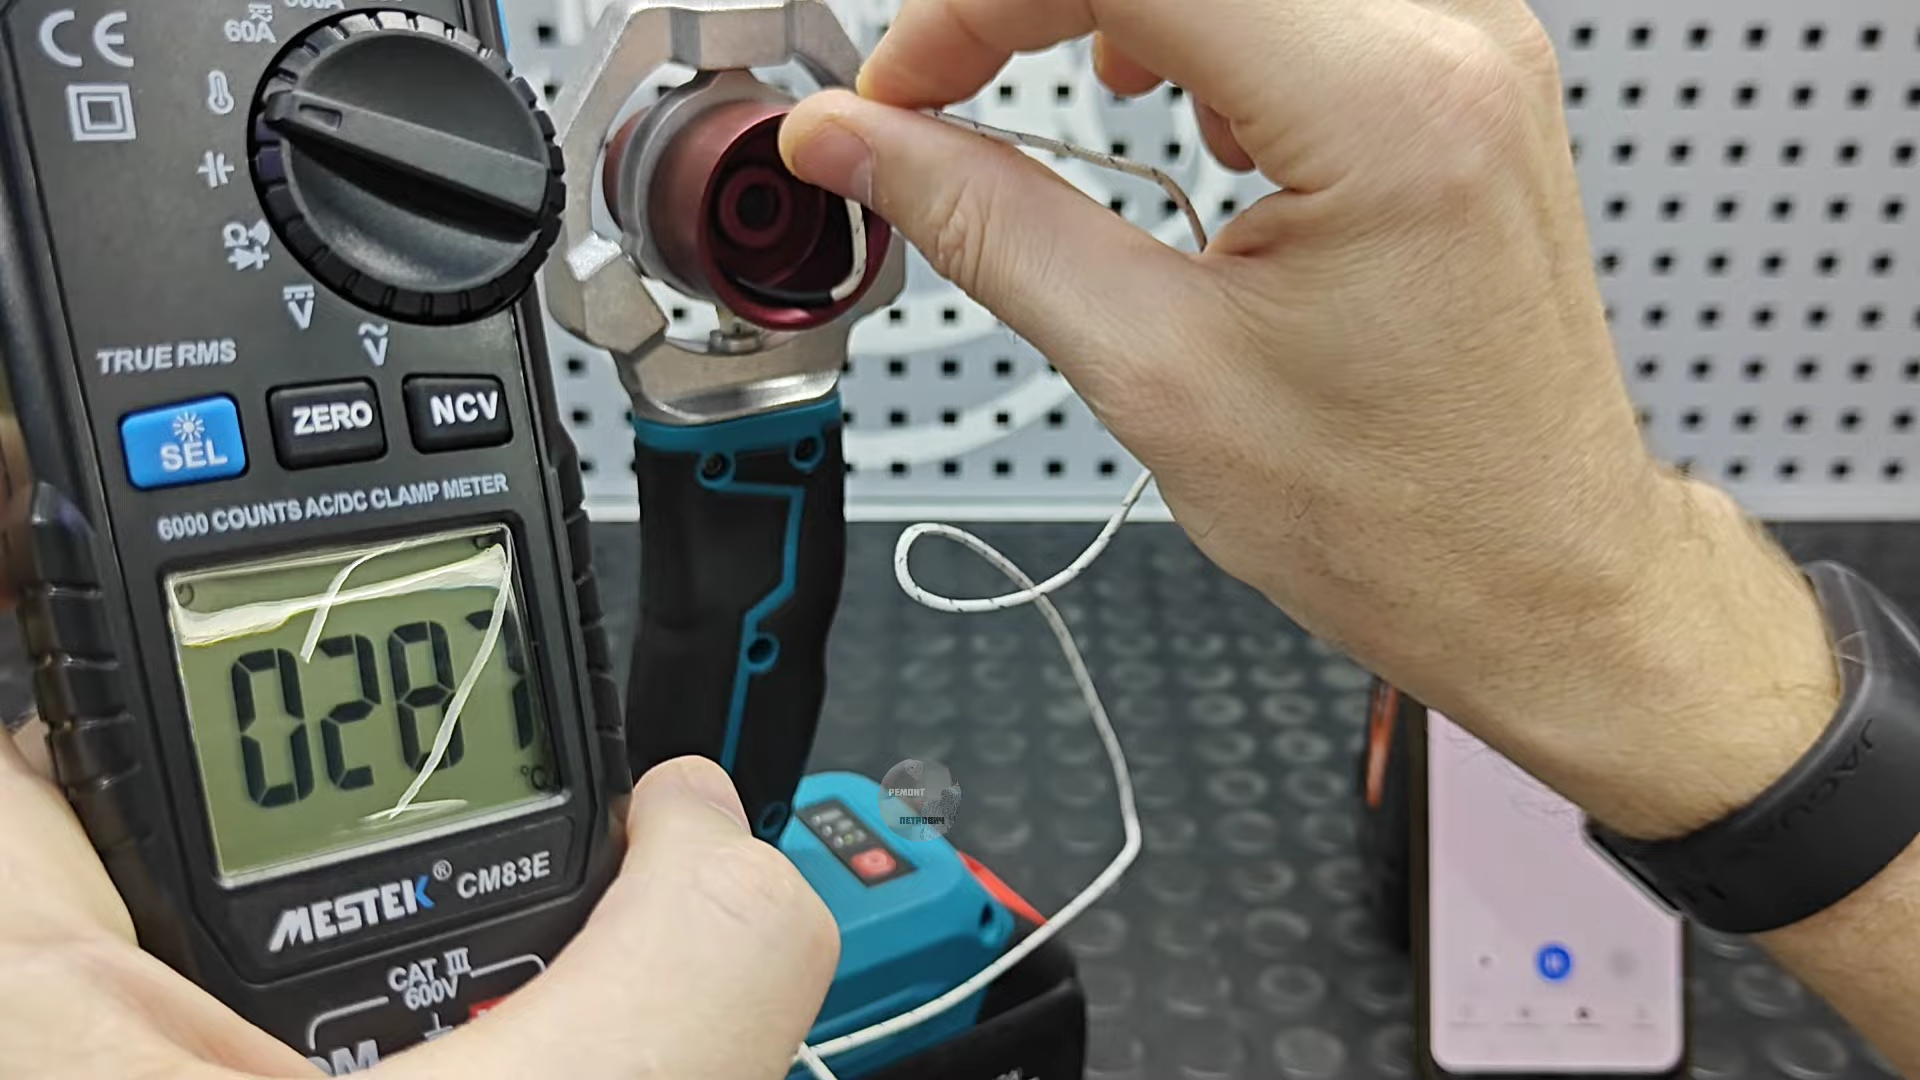 60A
CE
V
V
TRUE RMS
SEL
ZERO
NCV
6000 COUNTS AC/DC CLAMP METER
0287
°C
MESTEK® CM83E
CAT III
600V
РЕМОНТ
ПЕТРОВИЧ
JAGUAR